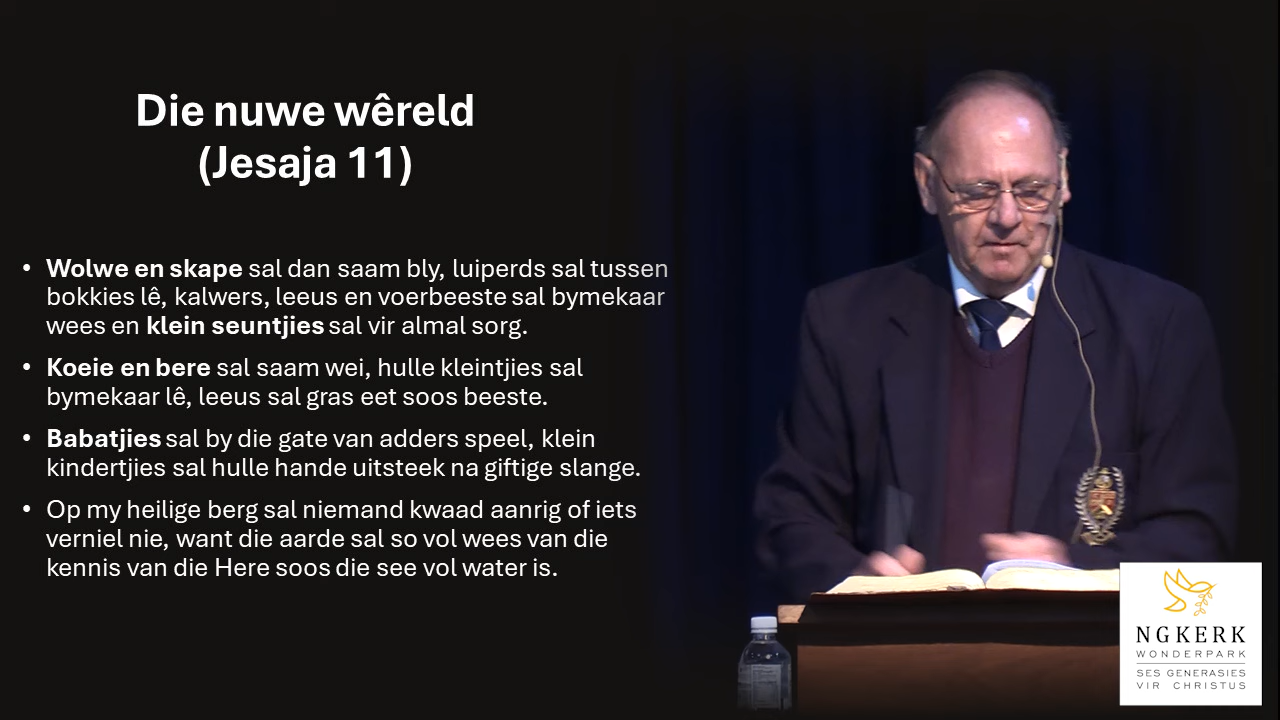 Die nuwe wêreld
(Jesaja 11)
• Wolwe en skape sal dan saam bly, luiperds sal tussen
bokkies lê, kalwers, leeus en voerbeeste sal bymekaar
wees en klein seuntjies sal vir almal sorg.
• Koeie en bere sal saam wei, hulle kleintjies sal
bymekaar lê, leeus sal gras eet soos beeste.
• Babatjies sal by die gate van adders speel, klein
kindertjies sal hulle hande uitsteek na giftige slange.
• Op my heilige berg sal niemand kwaad aanrig of iets
verniel nie, want die aarde sal so vol wees van die
kennis van die Here soos die see vol water is.
NGKERK
WONDERPARK
SES GENERASIES
VIR CHRISTUS